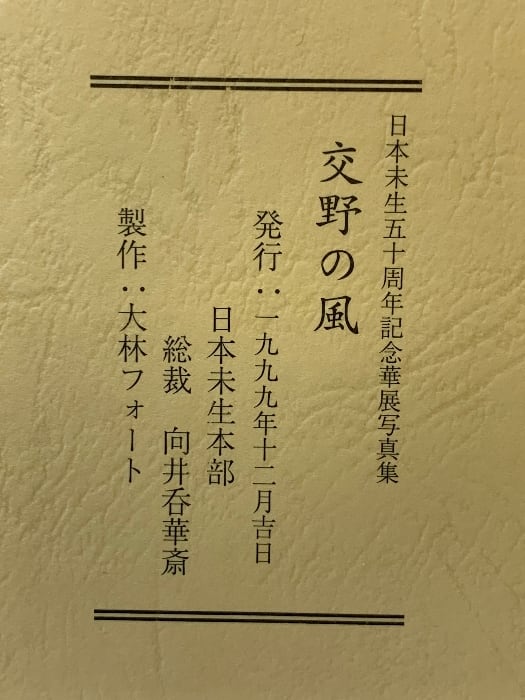 日本未生五十周年記念華展写真集
交野の風
発行：一九九九年十二月吉日
日本未生本部
総裁　向井呑華斎
製作：大林フォート